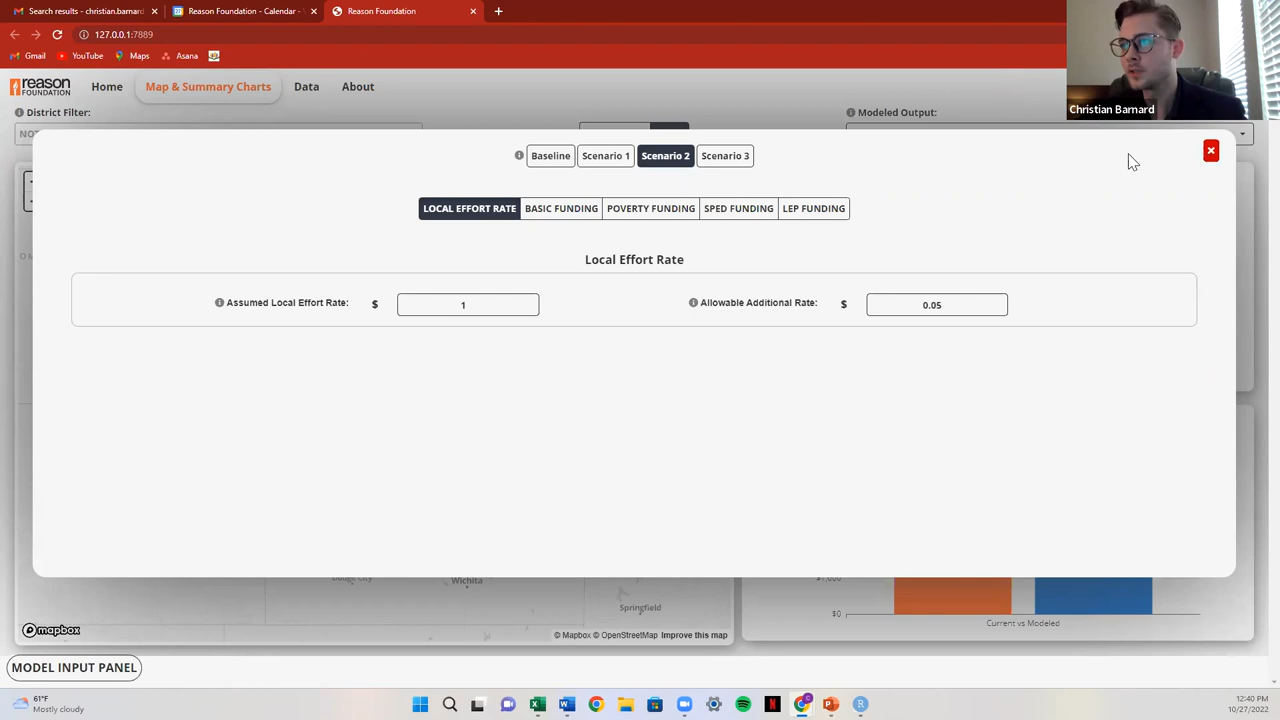 Search results - christian.barnard
Reason Foundation - Calendar -
Reason Foundation
127.0.0.1:7889
Gmail
YouTube
Maps
Asana
reason
FOUNDATION
Home
Map & Summary Charts
Data
About
Christian Barnard
District Filter:
Modeled Output:
Baseline
Scenario 1
Scenario 2
Scenario 3
LOCAL EFFORT RATE
BASIC FUNDING
POVERTY FUNDING
SPED FUNDING
LEP FUNDING
Local Effort Rate
Assumed Local Effort Rate:
$
1
Allowable Additional Rate:
$
0.05
Dodge City
Wichita
Springfield
$1,000
$0
Current vs Modeled
mapbox
© Mapbox © OpenStreetMap Improve this map
MODEL INPUT PANEL
61°F
Mostly cloudy
12:40 PM
10/27/2022